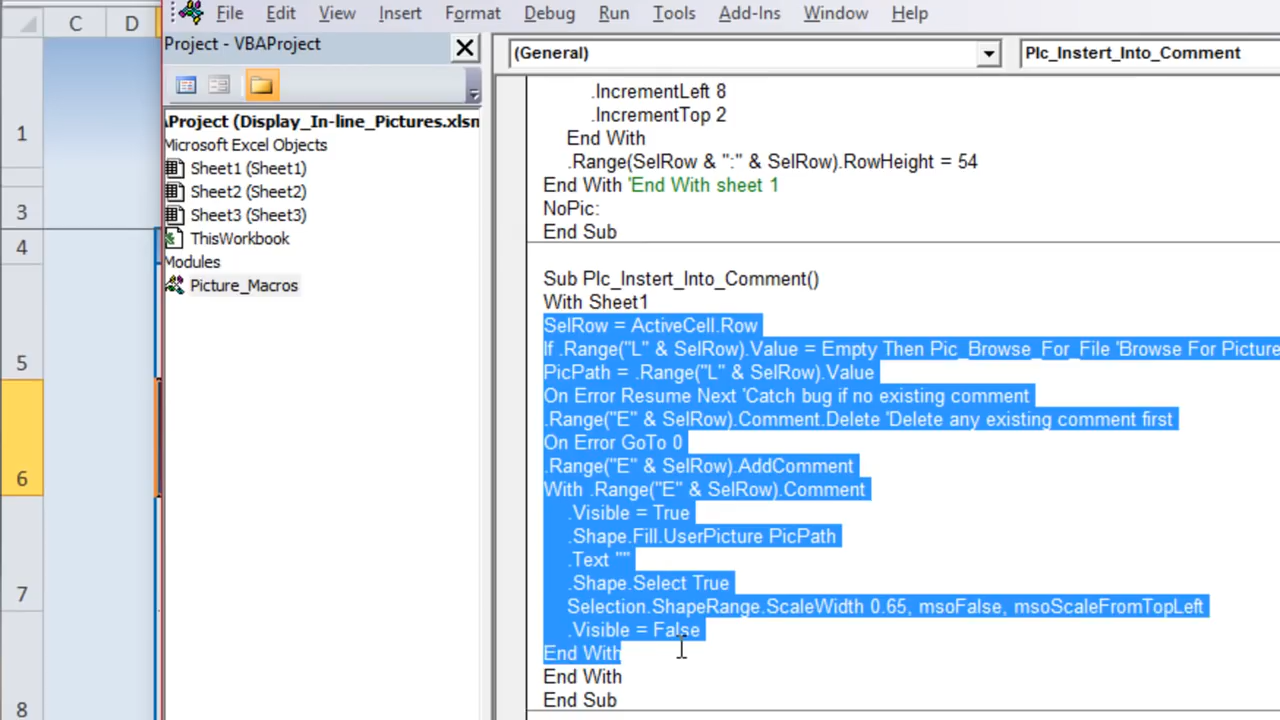 C D
File Edit View Insert Format Debug Run Tools Add-Ins Window Help
Project - VBAProject
(General)
Plc_Instert_Into_Comment
\Project (Display_In-line_Pictures.xlsm
Microsoft Excel Objects
Sheet1 (Sheet1)
Sheet2 (Sheet2)
Sheet3 (Sheet3)
ThisWorkbook
Modules
Picture_Macros
1
3
4
5
6
7
8
.IncrementLeft 8
.IncrementTop 2
End With
.Range(SelRow & ":" & SelRow).RowHeight = 54
End With 'End With sheet 1
NoPic:
End Sub
Sub Plc_Instert_Into_Comment()
With Sheet1
SelRow = ActiveCell.Row
If .Range("L" & SelRow).Value = Empty Then Pic_Browse_For_File 'Browse For Picture
PicPath = .Range("L" & SelRow).Value
On Error Resume Next 'Catch bug if no existing comment
.Range("E" & SelRow).Comment.Delete 'Delete any existing comment first
On Error GoTo 0
.Range("E" & SelRow).AddComment
With .Range("E" & SelRow).Comment
.Visible = True
.Shape.Fill.UserPicture PicPath
.Text ""
.Shape.Select True
Selection.ShapeRange.ScaleWidth 0.65, msoFalse, msoScaleFromTopLeft
.Visible = False
End With
End With
End Sub